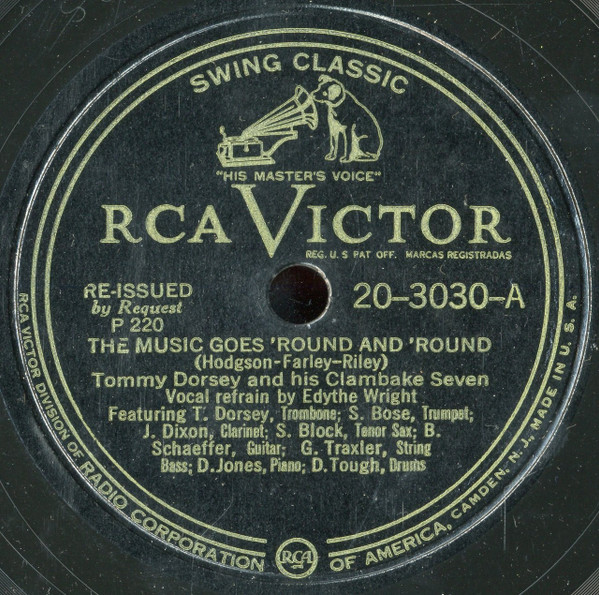 SWING CLASSIC
"HIS MASTER'S VOICE"
RCA VICTOR
REG. U. S PAT OFF. MARCAS REGISTRADAS
RE-ISSUED
by Request
P 220
20-3030-A
THE MUSIC GOES 'ROUND AND 'ROUND
(Hodgson-Farley-Riley)
Tommy Dorsey and his Clambake Seven
Vocal refrain by Edythe Wright
Featuring T. Dorsey, Trombone; S. Bose, Trumpet;
J. Dixon, Clarinet; S. Block, Tenor Sax; B.
Schaeffer, Guitar; G. Traxler, String
Bass; D. Jones, Piano; D. Tough, Drums
RCA VICTOR DIVISION OF RADIO CORPORATION OF AMERICA, CAMDEN, N. J., MADE IN U. S. A.
RCA